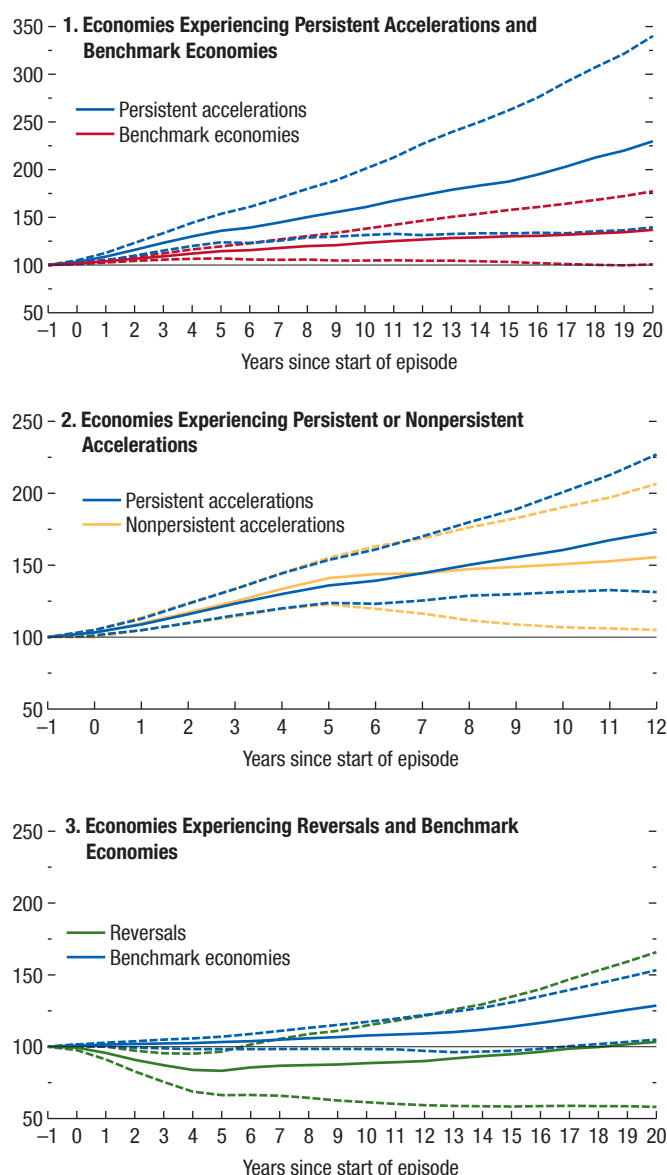 1. Economies Experiencing Persistent Accelerations and
Benchmark Economies
Persistent accelerations
Benchmark economies
350
300
250
200
150
100
50
–1 0 1 2 3 4 5 6 7 8 9 10 11 12 13 14 15 16 17 18 19 20
Years since start of episode
2. Economies Experiencing Persistent or Nonpersistent
Accelerations
Persistent accelerations
Nonpersistent accelerations
250
200
150
100
50
–1 0 1 2 3 4 5 6 7 8 9 10 11 12
Years since start of episode
3. Economies Experiencing Reversals and Benchmark
Economies
Reversals
Benchmark economies
250
200
150
100
50
–1 0 1 2 3 4 5 6 7 8 9 10 11 12 13 14 15 16 17 18 19 20
Years since start of episode